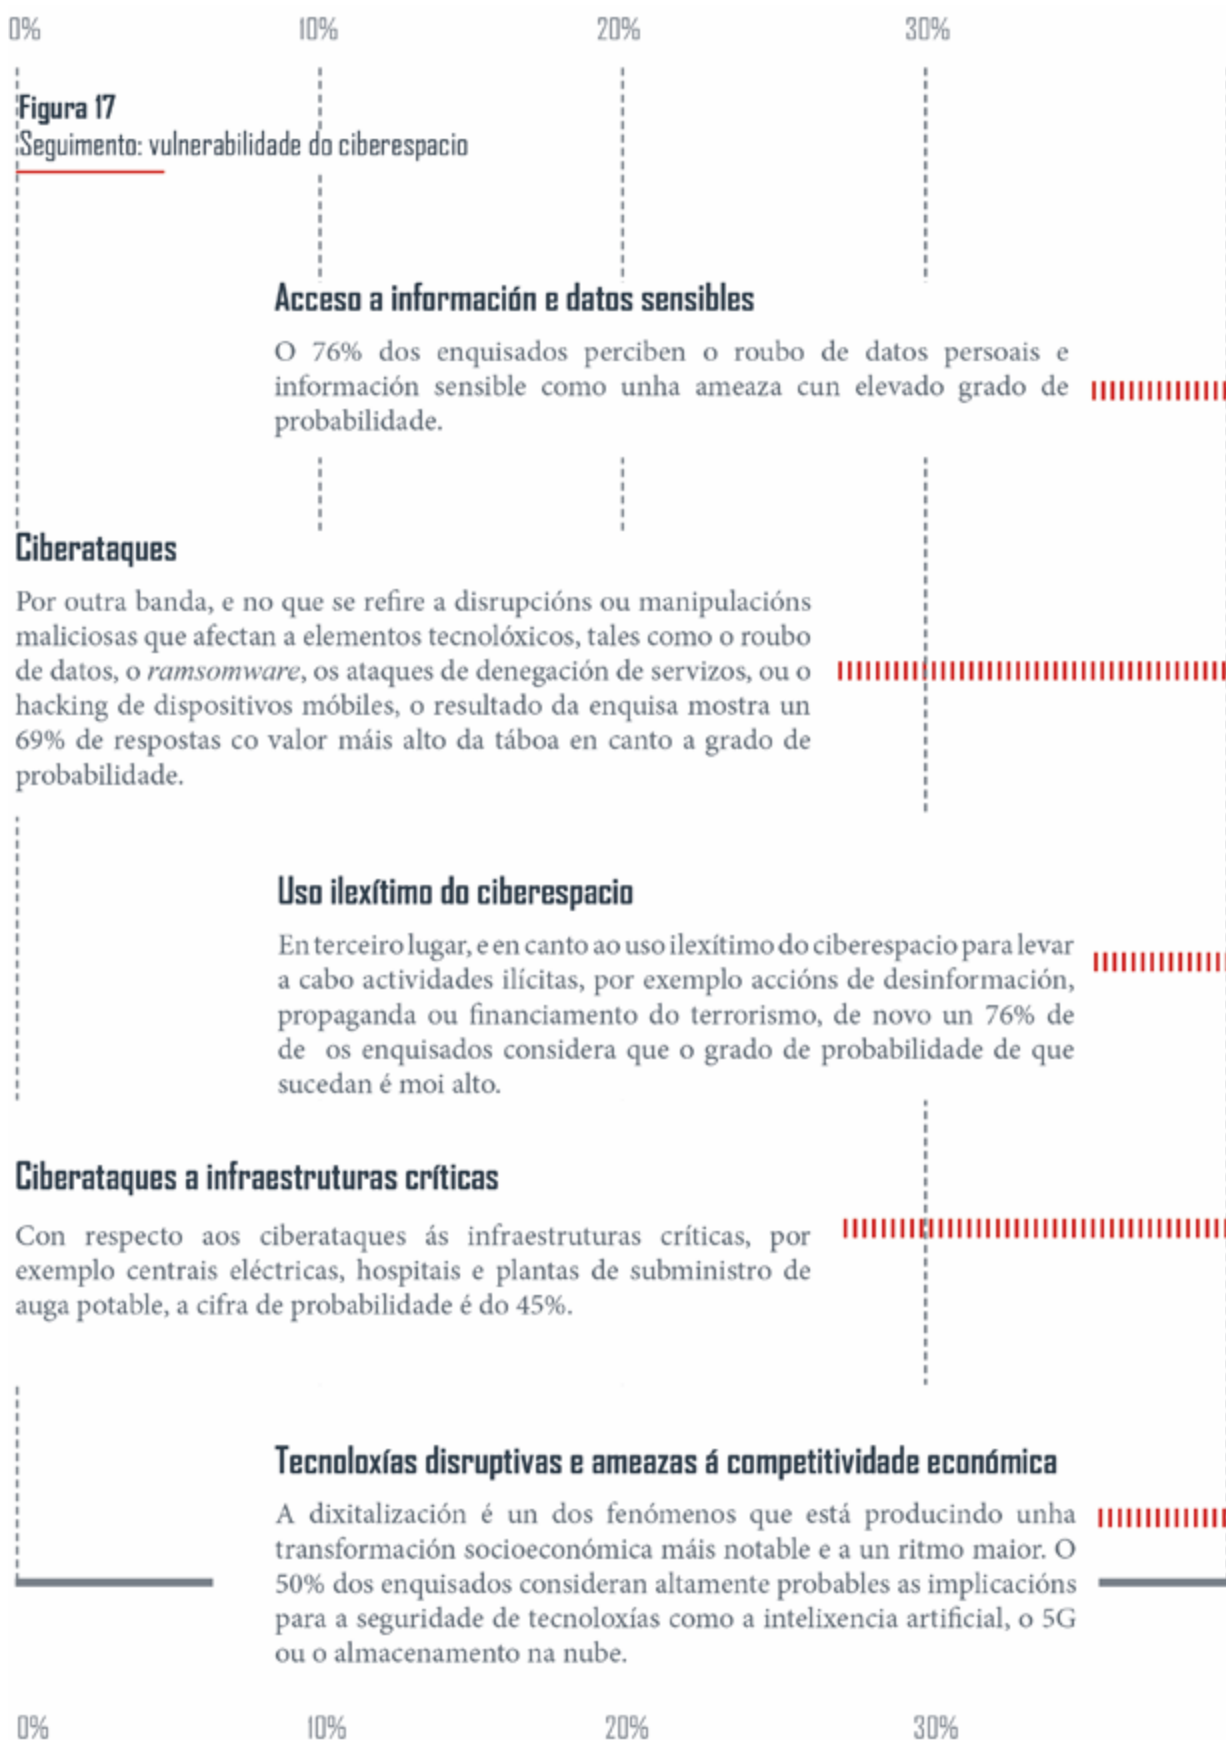 0% 10% 20% 30%
Figura 17
Seguimento: vulnerabilidade do ciberespacio
Acceso a información e datos sensibles
O 76% dos enquisados perciben o roubo de datos persoais e
información sensible como unha ameaza cun elevado grado de
probabilidade.
Ciberataques
Por outra banda, e no que se refire a disrupcións ou manipulacións
maliciosas que afectan a elementos tecnolóxicos, tales como o roubo
de datos, o ramsomware, os ataques de denegación de servizos, ou o
hacking de dispositivos móbiles, o resultado da enquisa mostra un
69% de respostas co valor máis alto da táboa en canto a grado de
probabilidade.
Uso ilexítimo do ciberespacio
En terceiro lugar, e en canto ao uso ilexítimo do ciberespacio para levar
a cabo actividades ilícitas, por exemplo accións de desinformación,
propaganda ou financiamento do terrorismo, de novo un 76% de
de os enquisados considera que o grado de probabilidade de que
sucedan é moi alto.
Ciberataques a infraestruturas críticas
Con respecto aos ciberataques ás infraestruturas críticas, por
exemplo centrais eléctricas, hospitais e plantas de subministro de
auga potable, a cifra de probabilidade é do 45%.
Tecnoloxías disruptivas e ameazas á competitividade económica
A dixitalización é un dos fenómenos que está producindo unha
transformación socioeconómica máis notable e a un ritmo maior. O
50% dos enquisados consideran altamente probables as implicacións
para a seguridade de tecnoloxías como a intelixencia artificial, o 5G
ou o almacenamento na nube.
0% 10% 20% 30%